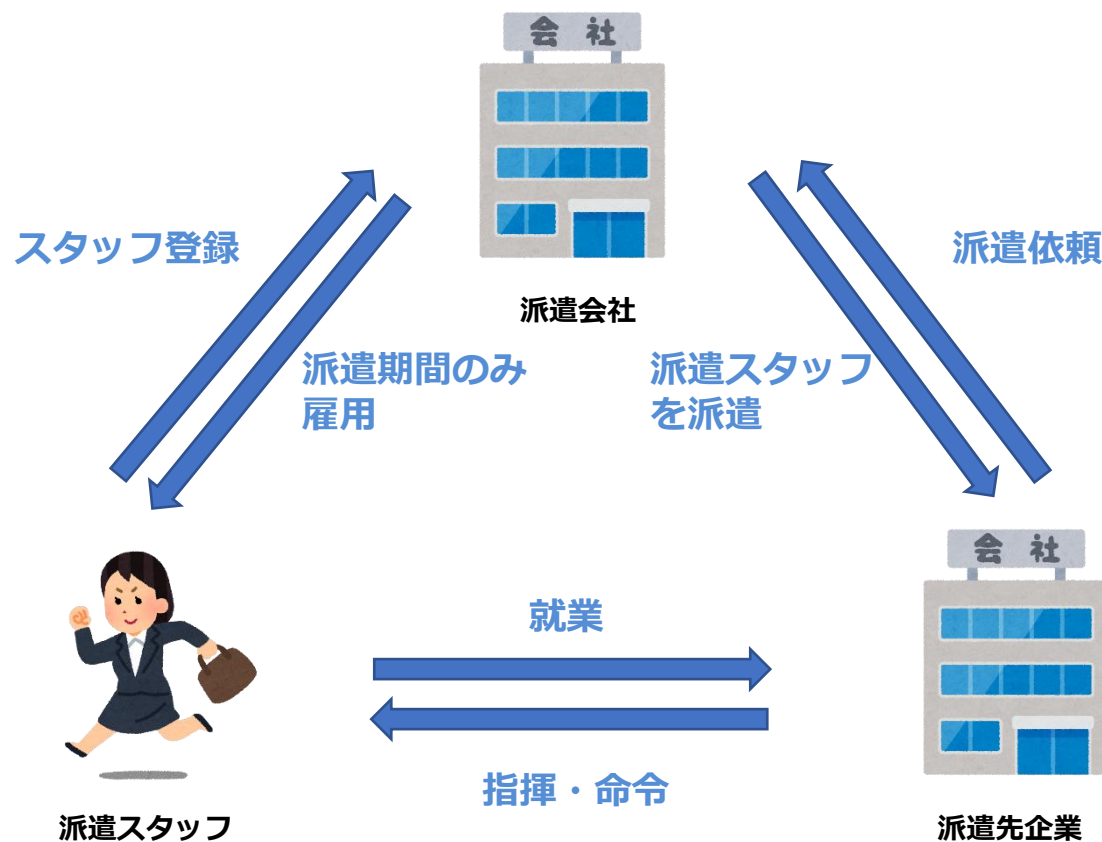 会 社
派遣会社
スタッフ登録
派遣依頼
派遣期間のみ
雇用
派遣スタッフ
を派遣
会 社
就業
指揮・命令
派遣スタッフ
派遣先企業